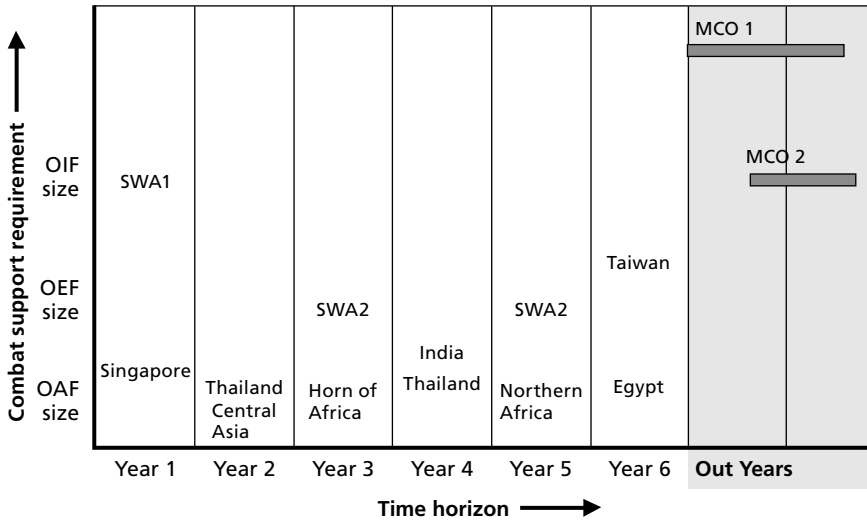 Combat support requirement
OIF
size
OEF
size
OAF
size
MCO 1
MCO 2
SWA1
Singapore
Thailand
Central
Asia
SWA2
Horn of
Africa
India
Thailand
SWA2
Northern
Africa
Taiwan
Egypt
Year 1
Year 2
Year 3
Year 4
Year 5
Year 6
Out Years
Time horizon